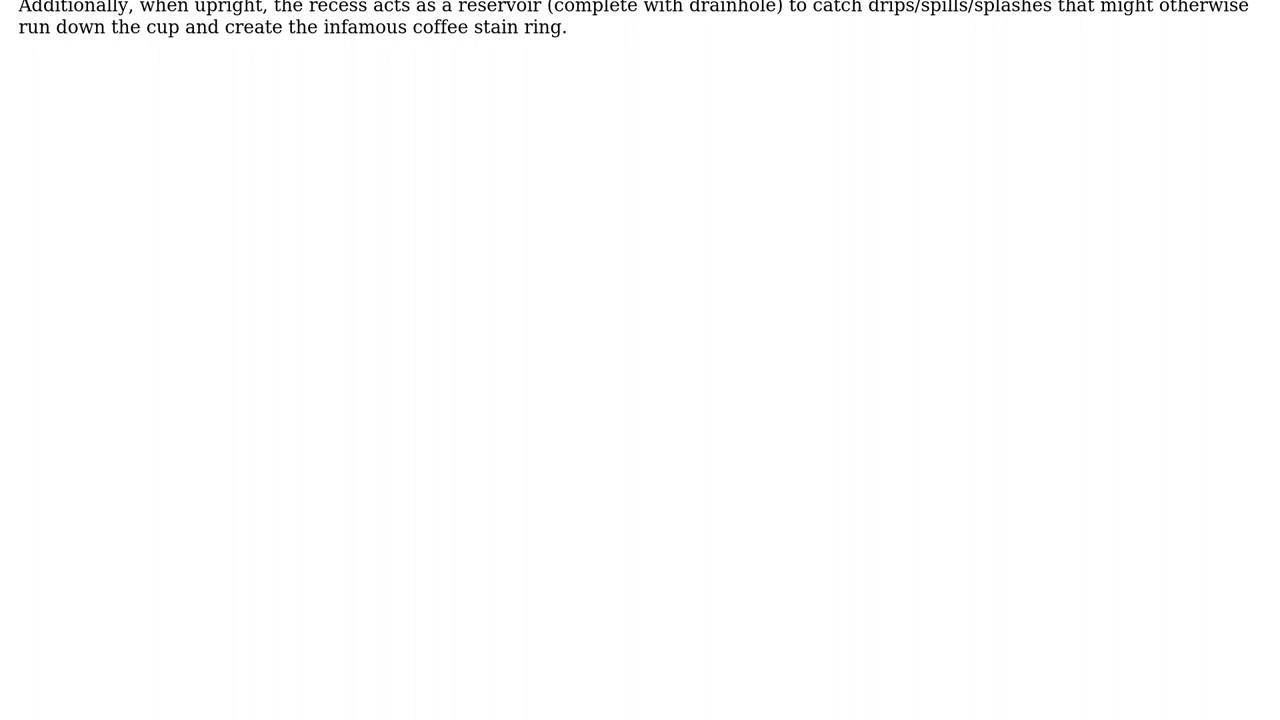 Additionally, when upright, the recess acts as a reservoir (complete with drainhole) to catch drips/spills/splashes that might otherwise
run down the cup and create the infamous coffee stain ring.